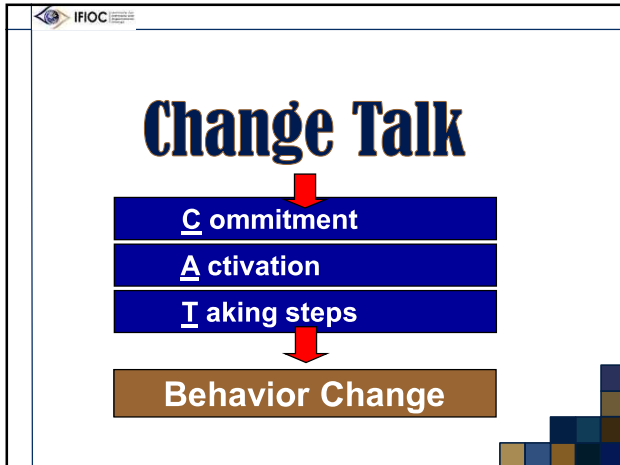 IFIOC
Change Talk
C ommitment
A ctivation
T aking steps
Behavior Change